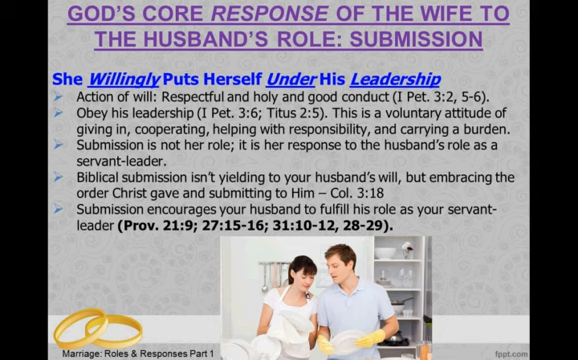 GOD'S CORE RESPONSE OF THE WIFE TO
THE HUSBAND'S ROLE: SUBMISSION
She Willingly Puts Herself Under His Leadership
Action of will: Respectful and holy and good conduct (I Pet. 3:2, 5-6).
Obey his leadership (I Pet. 3:6; Titus 2:5). This is a voluntary attitude of
giving in, cooperating, helping with responsibility, and carrying a burden.
Submission is not her role; it is her response to the husband's role as a
servant-leader.
Biblical submission isn't yielding to your husband's will, but embracing the
order Christ gave and submitting to Him – Col. 3:18
Submission encourages your husband to fulfill his role as your servant-
leader (Prov. 21:9; 27:15-16; 31:10-12, 28-29).
Marriage: Roles & Responses Part 1
fppt.com